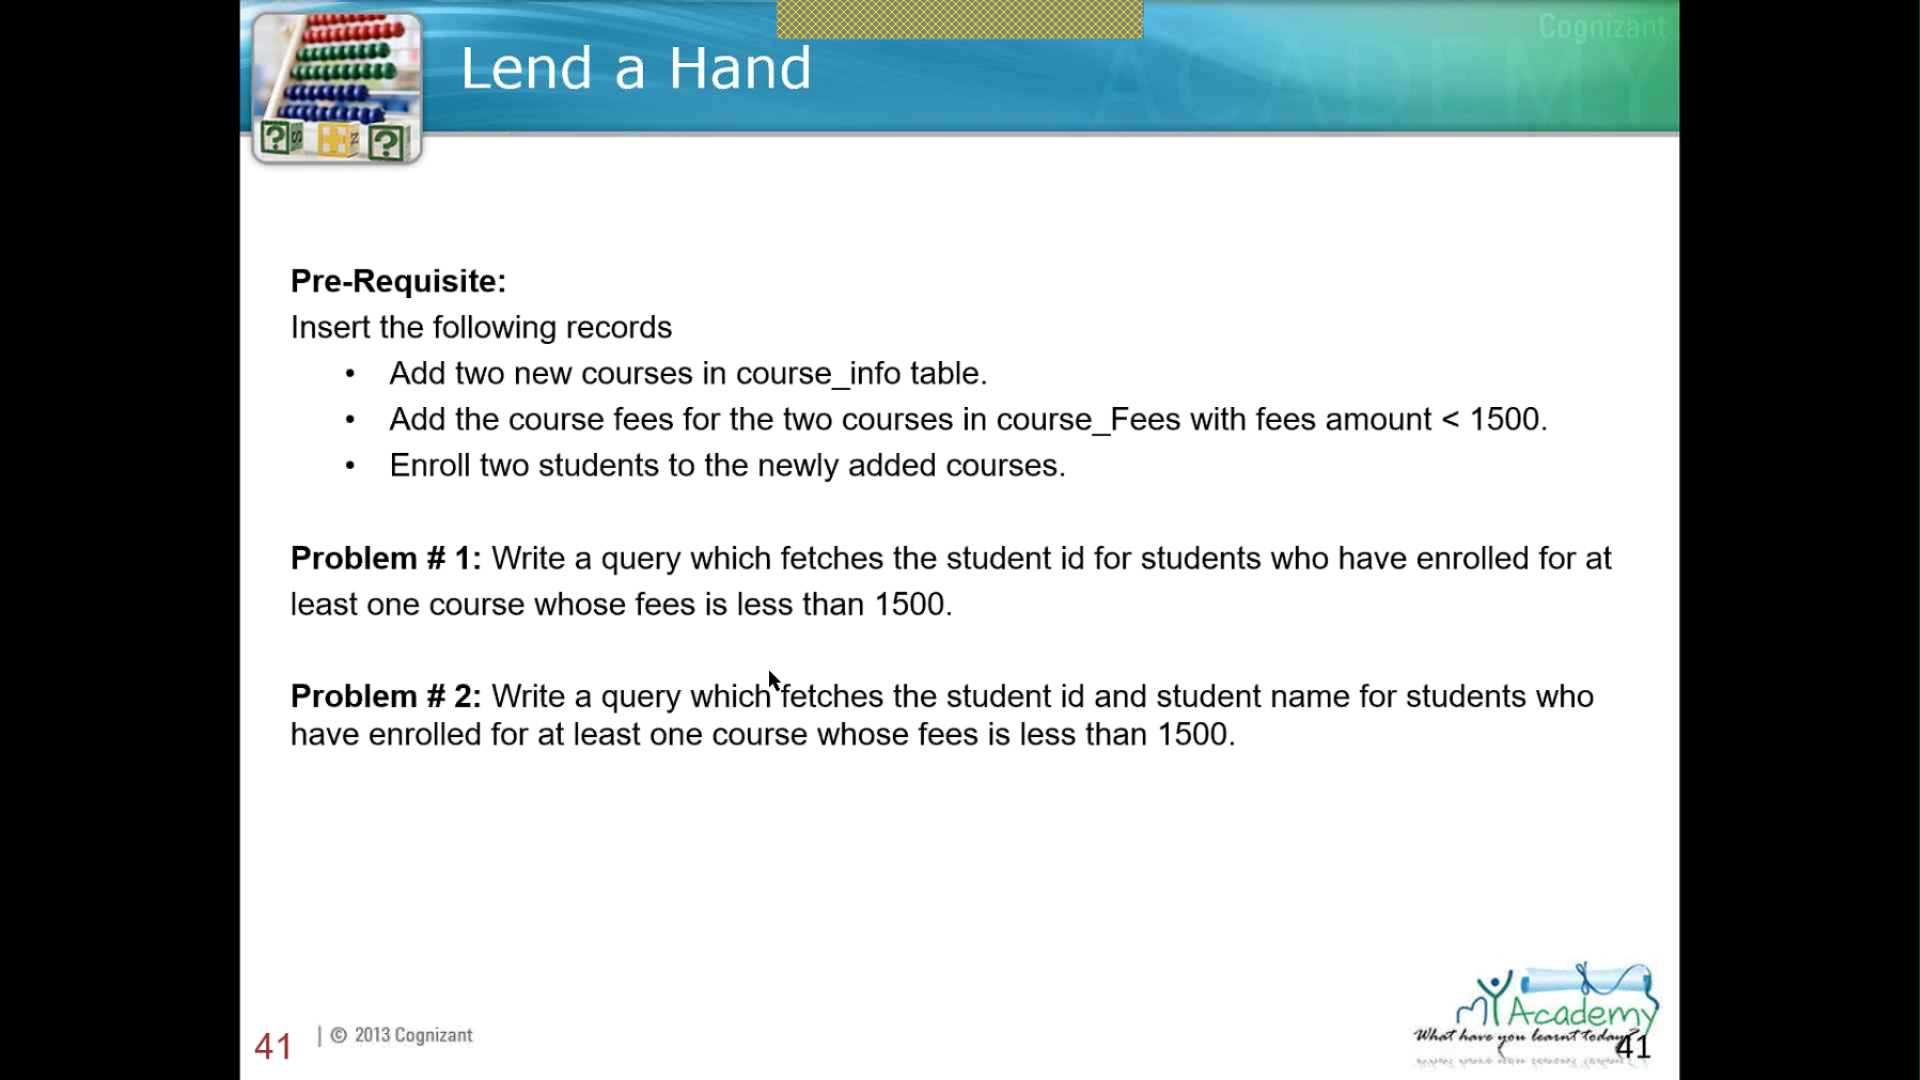 Cognizant
ACADEMY
Lend a Hand
Pre-Requisite:
Insert the following records
• Add two new courses in course_info table.
• Add the course fees for the two courses in course_Fees with fees amount < 1500.
• Enroll two students to the newly added courses.
Problem # 1: Write a query which fetches the student id for students who have enrolled for at
least one course whose fees is less than 1500.
Problem # 2: Write a query which fetches the student id and student name for students who
have enrolled for at least one course whose fees is less than 1500.
mYAcademy
What have you learnt today?
41
| © 2013 Cognizant
41